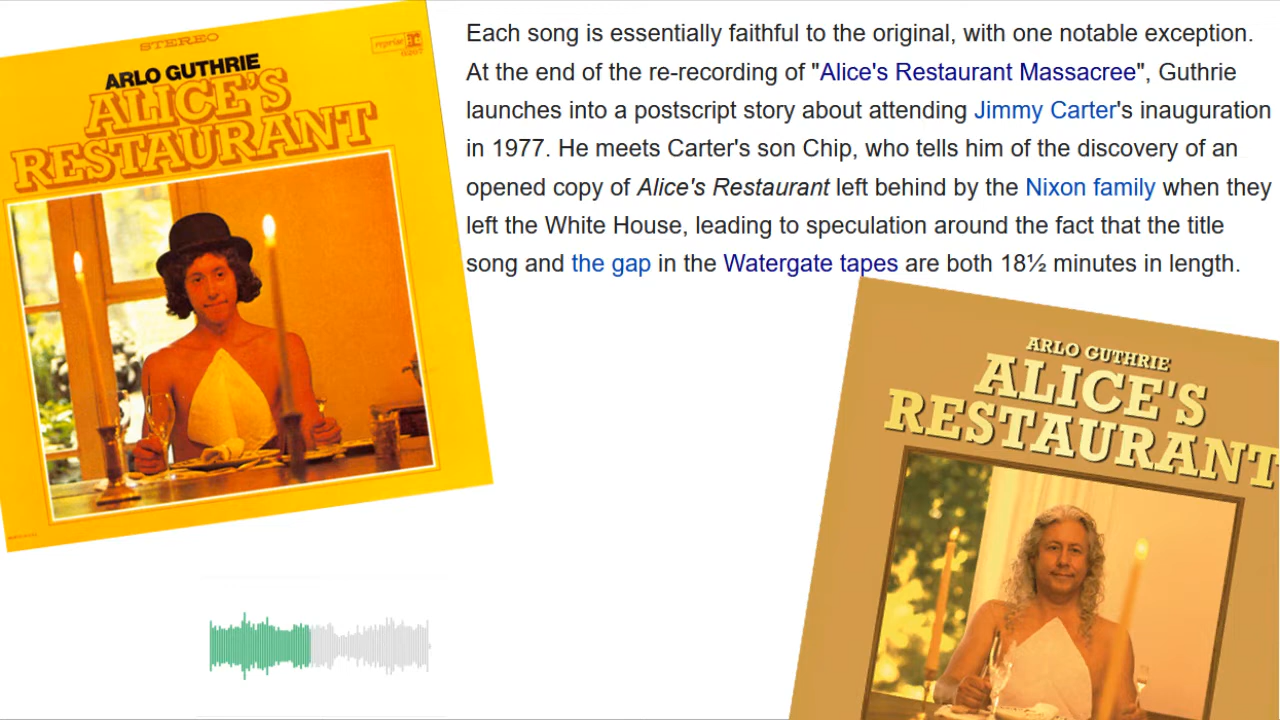 STEREO
reprise
ARLO GUTHRIE
ALICE'S
RESTAURANT
Each song is essentially faithful to the original, with one notable exception.
At the end of the re-recording of "Alice's Restaurant Massacree", Guthrie
launches into a postscript story about attending Jimmy Carter's inauguration
in 1977. He meets Carter's son Chip, who tells him of the discovery of an
opened copy of Alice's Restaurant left behind by the Nixon family when they
left the White House, leading to speculation around the fact that the title
song and the gap in the Watergate tapes are both 18½ minutes in length.
ARLO GUTHRIE
ALICE'S
RESTAURANT